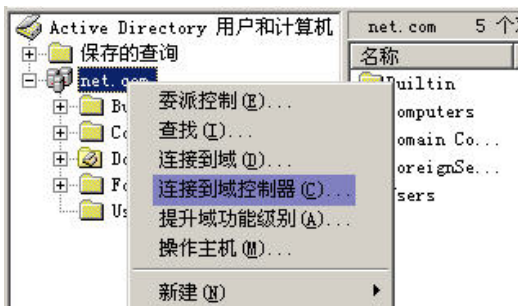 Active Directory 用户和计算机
net.com 5 个
保存的查询
名称
net.com
Builtin
Computers
Domain Co...
ForeignSe...
Users
委派控制(E)...
查找(I)...
连接到域(D)...
连接到域控制器(C)...
提升域功能级别(A)...
操作主机(M)...
新建(N)